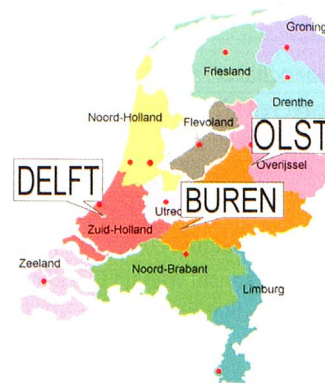 Groning
Friesland
Drenthe
Noord-Holland
Flevoland
OLST
Overijssel
DELFT
BUREN
Utrec
Zuid-Holland
Zeeland
Noord-Brabant
Limburg